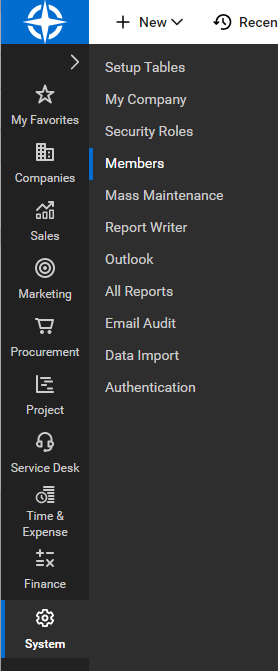 New
Recen
My Favorites
Companies
Sales
Marketing
Procurement
Project
Service Desk
Time &
Expense
Finance
System
Setup Tables
My Company
Security Roles
Members
Mass Maintenance
Report Writer
Outlook
All Reports
Email Audit
Data Import
Authentication